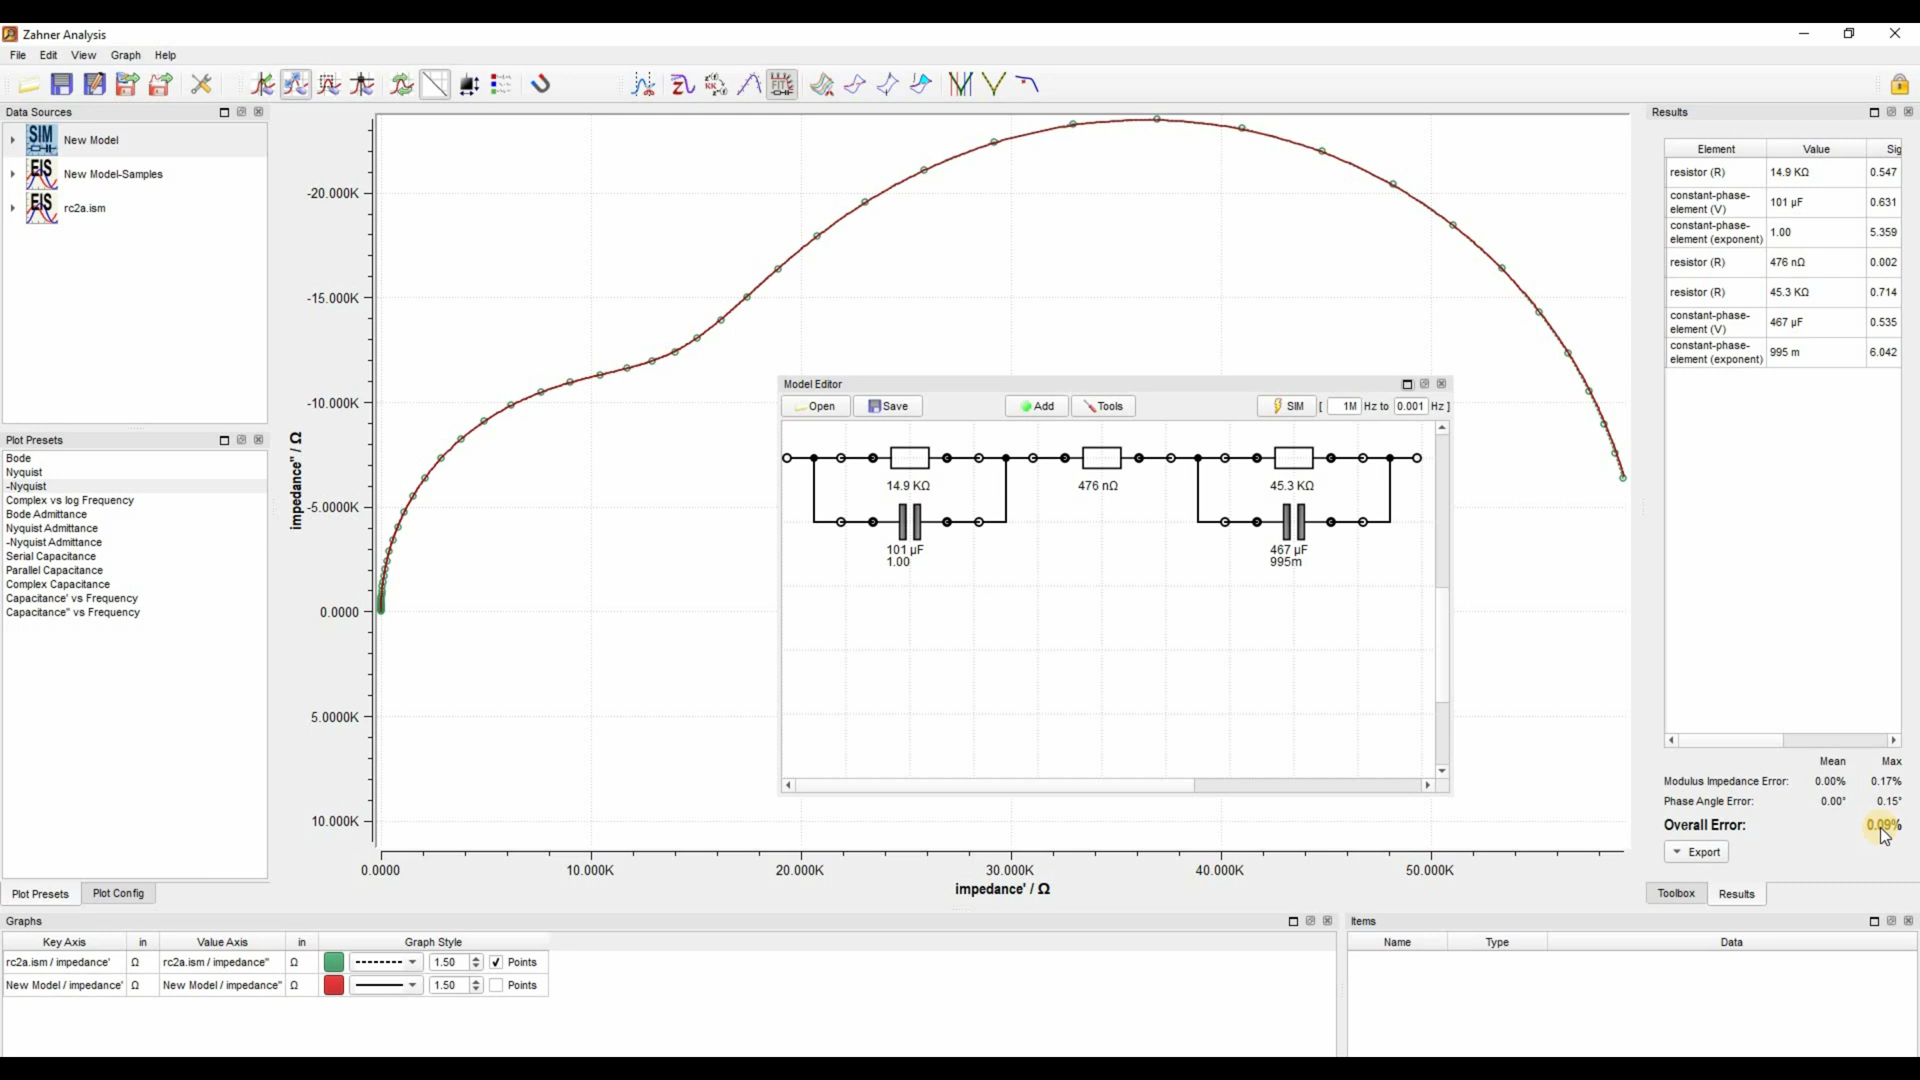 Zahner Analysis
File Edit View Graph Help
Data Sources
SIM New Model
EIS New Model-Samples
EIS rc2a.ism
Plot Presets
Bode
Nyquist
-Nyquist
Complex vs log Frequency
Bode Admittance
Nyquist Admittance
-Nyquist Admittance
Serial Capacitance
Parallel Capacitance
Complex Capacitance
Capacitance' vs Frequency
Capacitance" vs Frequency
Plot Presets Plot Config
-20.000K
-15.000K
-10.000K
-5.0000K
0.0000
5.0000K
10.000K
impedance" / Ω
0.0000 10.000K 20.000K 30.000K 40.000K 50.000K
impedance' / Ω
Model Editor
Open Save Add Tools SIM [ 1M Hz to 0.001 Hz ]
14.9 KΩ 476 nΩ 45.3 KΩ
101 µF 467 µF
1.00 995m
Results
Element Value Sig
resistor (R) 14.9 KΩ 0.547
constant-phase-
element (V) 101 µF 0.631
constant-phase-
element (exponent) 1.00 5.359
resistor (R) 476 nΩ 0.002
resistor (R) 45.3 KΩ 0.714
constant-phase-
element (V) 467 µF 0.535
constant-phase-
element (exponent) 995 m 6.042
Mean Max
Modulus Impedance Error: 0.00% 0.17%
Phase Angle Error: 0.00° 0.15°
Overall Error: 0.09%
Export
Toolbox Results
Graphs
Key Axis in Value Axis in Graph Style
rc2a.ism / impedance' Ω rc2a.ism / impedance" Ω 1.50 Points
New Model / impedance' Ω New Model / impedance" Ω 1.50 Points
Items
Name Type Data